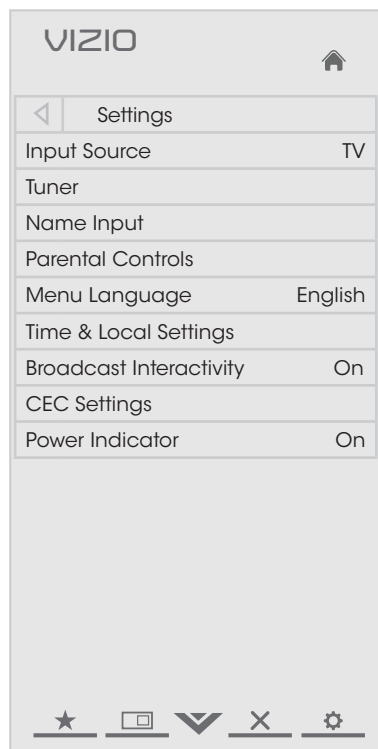 VIZIO
Settings
Input Source TV
Tuner
Name Input
Parental Controls
Menu Language English
Time & Local Settings
Broadcast Interactivity On
CEC Settings
Power Indicator On